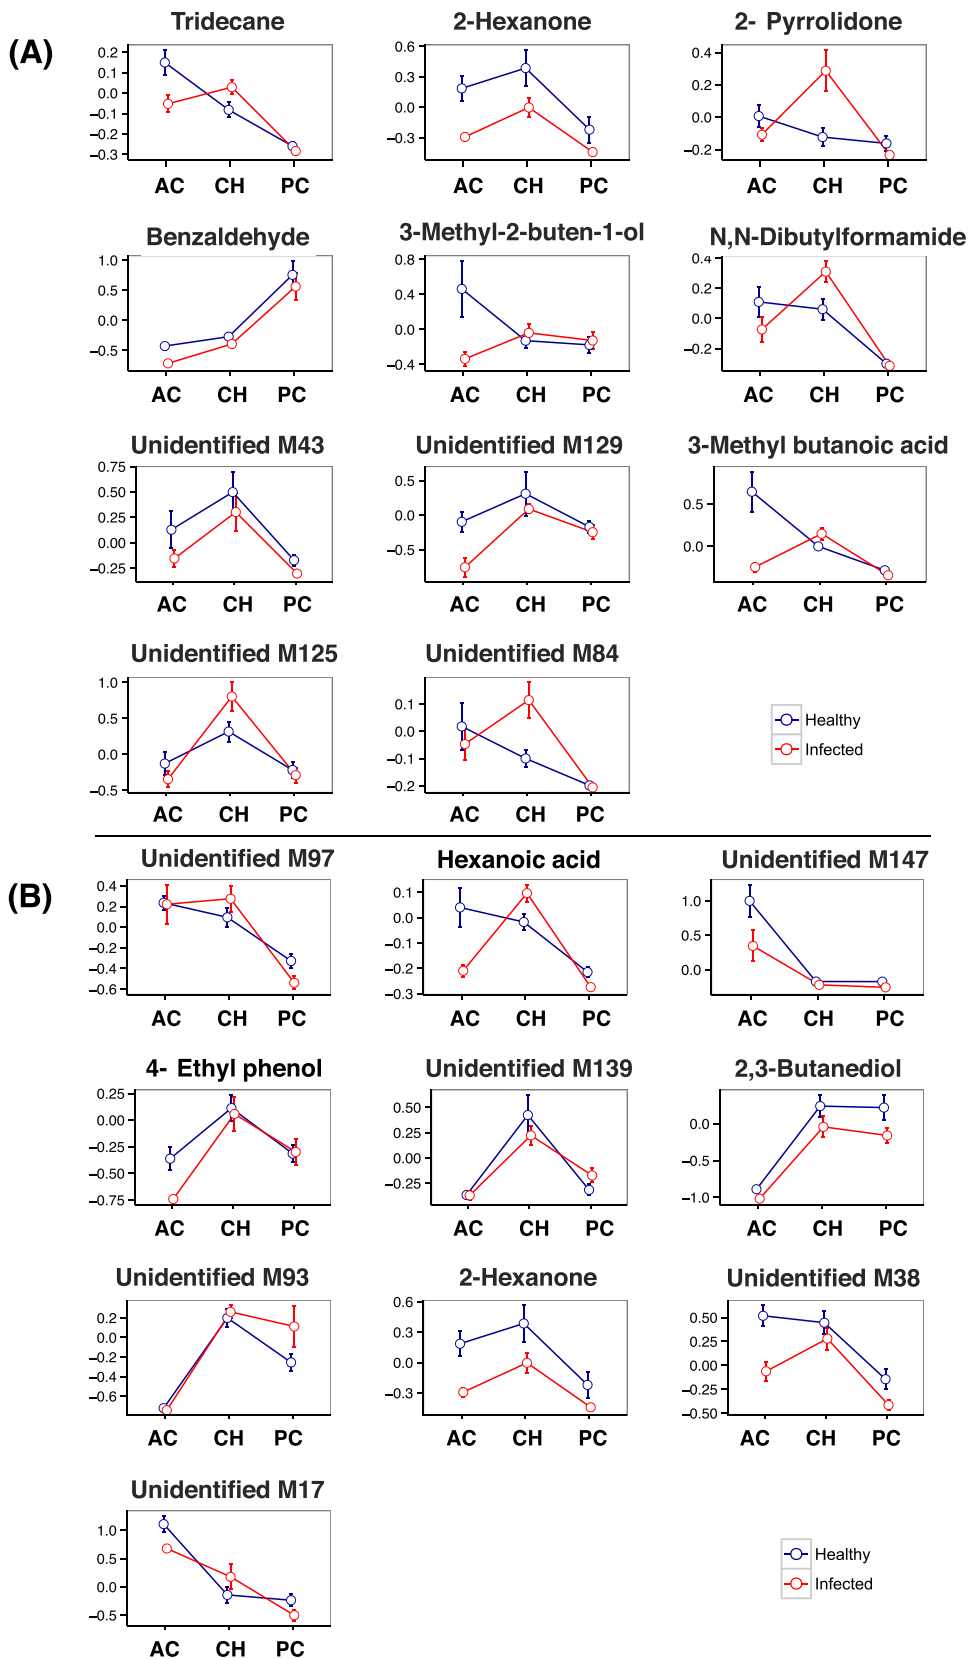 (A)
Tridecane
2-Hexanone
2- Pyrrolidone
0.2
0.1
0.0
−0.1
−0.2
−0.3
AC CH PC
0.6
0.3
0.0
−0.3
AC CH PC
0.4
0.2
0.0
−0.2
AC CH PC
Benzaldehyde
3-Methyl-2-buten-1-ol
N,N-Dibutylformamide
1.0
0.5
0.0
−0.5
AC CH PC
0.8
0.4
0.0
−0.4
AC CH PC
0.4
0.2
0.0
−0.2
AC CH PC
Unidentified M43
Unidentified M129
3-Methyl butanoic acid
0.75
0.50
0.25
0.00
−0.25
AC CH PC
0.5
0.0
−0.5
AC CH PC
0.5
0.0
AC CH PC
Unidentified M125
Unidentified M84
1.0
0.5
0.0
−0.5
AC CH PC
0.1
0.0
−0.1
−0.2
AC CH PC
Healthy
Infected
(B)
Unidentified M97
Hexanoic acid
Unidentified M147
0.4
0.2
0.0
−0.2
−0.4
−0.6
AC CH PC
0.1
0.0
−0.1
−0.2
−0.3
AC CH PC
1.0
0.5
0.0
AC CH PC
4- Ethyl phenol
Unidentified M139
2,3-Butanediol
0.25
0.00
−0.25
−0.50
−0.75
AC CH PC
0.50
0.25
0.00
−0.25
AC CH PC
0.0
−0.5
−1.0
AC CH PC
Unidentified M93
2-Hexanone
Unidentified M38
0.2
0.0
−0.2
−0.4
−0.6
AC CH PC
0.6
0.3
0.0
−0.3
AC CH PC
0.50
0.25
0.00
−0.25
−0.50
AC CH PC
Unidentified M17
1.0
0.5
0.0
−0.5
AC CH PC
Healthy
Infected